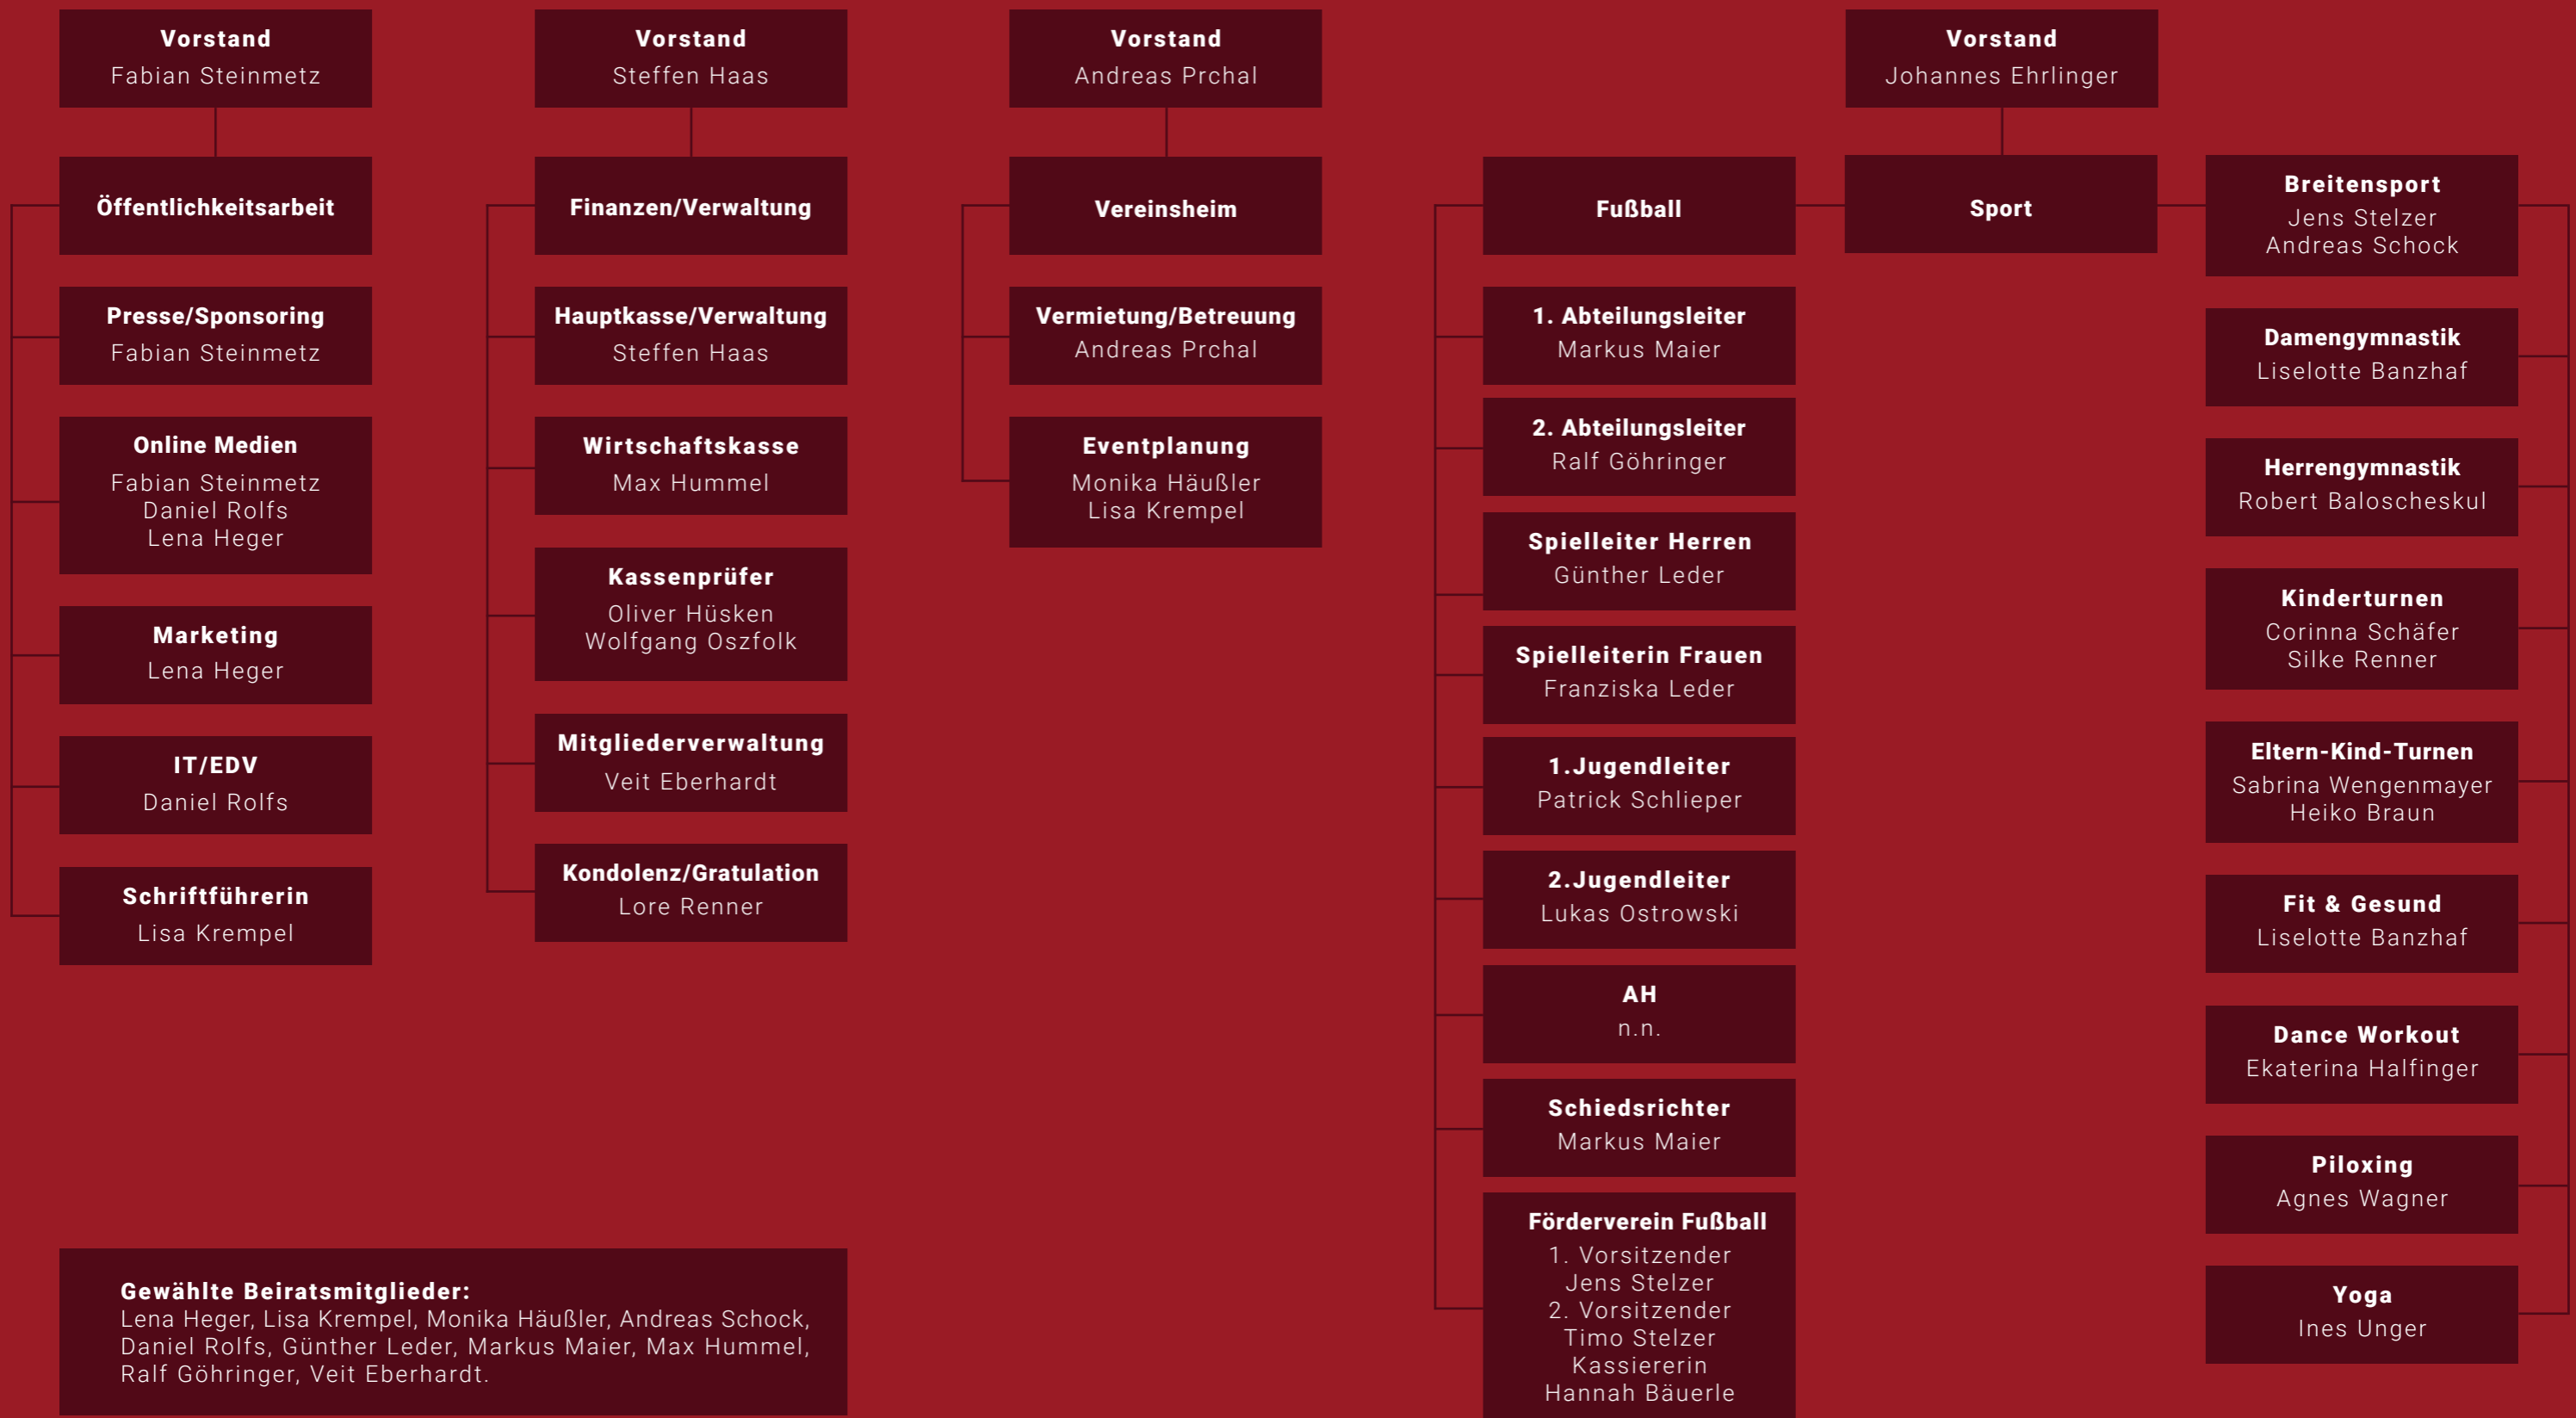 Vorstand
Fabian Steinmetz
Öffentlichkeitsarbeit
Presse/Sponsoring
Fabian Steinmetz
Online Medien
Fabian Steinmetz
Daniel Rolfs
Lena Heger
Marketing
Lena Heger
IT/EDV
Daniel Rolfs
Schriftführerin
Lisa Krempel
Vorstand
Steffen Haas
Finanzen/Verwaltung
Hauptkasse/Verwaltung
Steffen Haas
Wirtschaftskasse
Max Hummel
Kassenprüfer
Oliver Hüsken
Wolfgang Oszfolk
Mitgliederverwaltung
Veit Eberhardt
Kondolenz/Gratulation
Lore Renner
Vorstand
Andreas Prchal
Vereinsheim
Vermietung/Betreuung
Andreas Prchal
Eventplanung
Monika Häußler
Lisa Krempel
Vorstand
Johannes Ehrlinger
Sport
Fußball
1. Abteilungsleiter
Markus Maier
2. Abteilungsleiter
Ralf Göhringer
Spielleiter Herren
Günther Leder
Spielleiterin Frauen
Franziska Leder
1.Jugendleiter
Patrick Schlieper
2.Jugendleiter
Lukas Ostrowski
AH
n.n.
Schiedsrichter
Markus Maier
Förderverein Fußball
1. Vorsitzender
Jens Stelzer
2. Vorsitzender
Timo Stelzer
Kassiererin
Hannah Bäuerle
Breitensport
Jens Stelzer
Andreas Schock
Damengymnastik
Liselotte Banzhaf
Herrengymnastik
Robert Baloscheskul
Kinderturnen
Corinna Schäfer
Silke Renner
Eltern-Kind-Turnen
Sabrina Wengenmayer
Heiko Braun
Fit & Gesund
Liselotte Banzhaf
Dance Workout
Ekaterina Halfinger
Piloxing
Agnes Wagner
Yoga
Ines Unger
Gewählte Beiratsmitglieder:
Lena Heger, Lisa Krempel, Monika Häußler, Andreas Schock,
Daniel Rolfs, Günther Leder, Markus Maier, Max Hummel,
Ralf Göhringer, Veit Eberhardt.